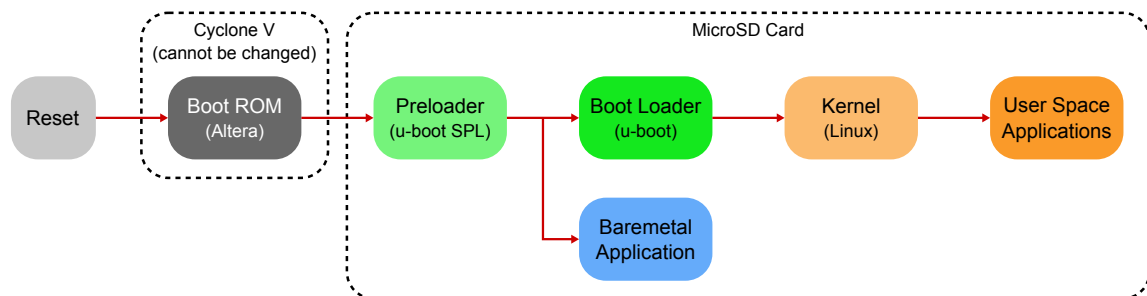 Cyclone V
(cannot be changed)
MicroSD Card
Reset
Boot ROM
(Altera)
Preloader
(u-boot SPL)
Boot Loader
(u-boot)
Kernel
(Linux)
User Space
Applications
Baremetal
Application